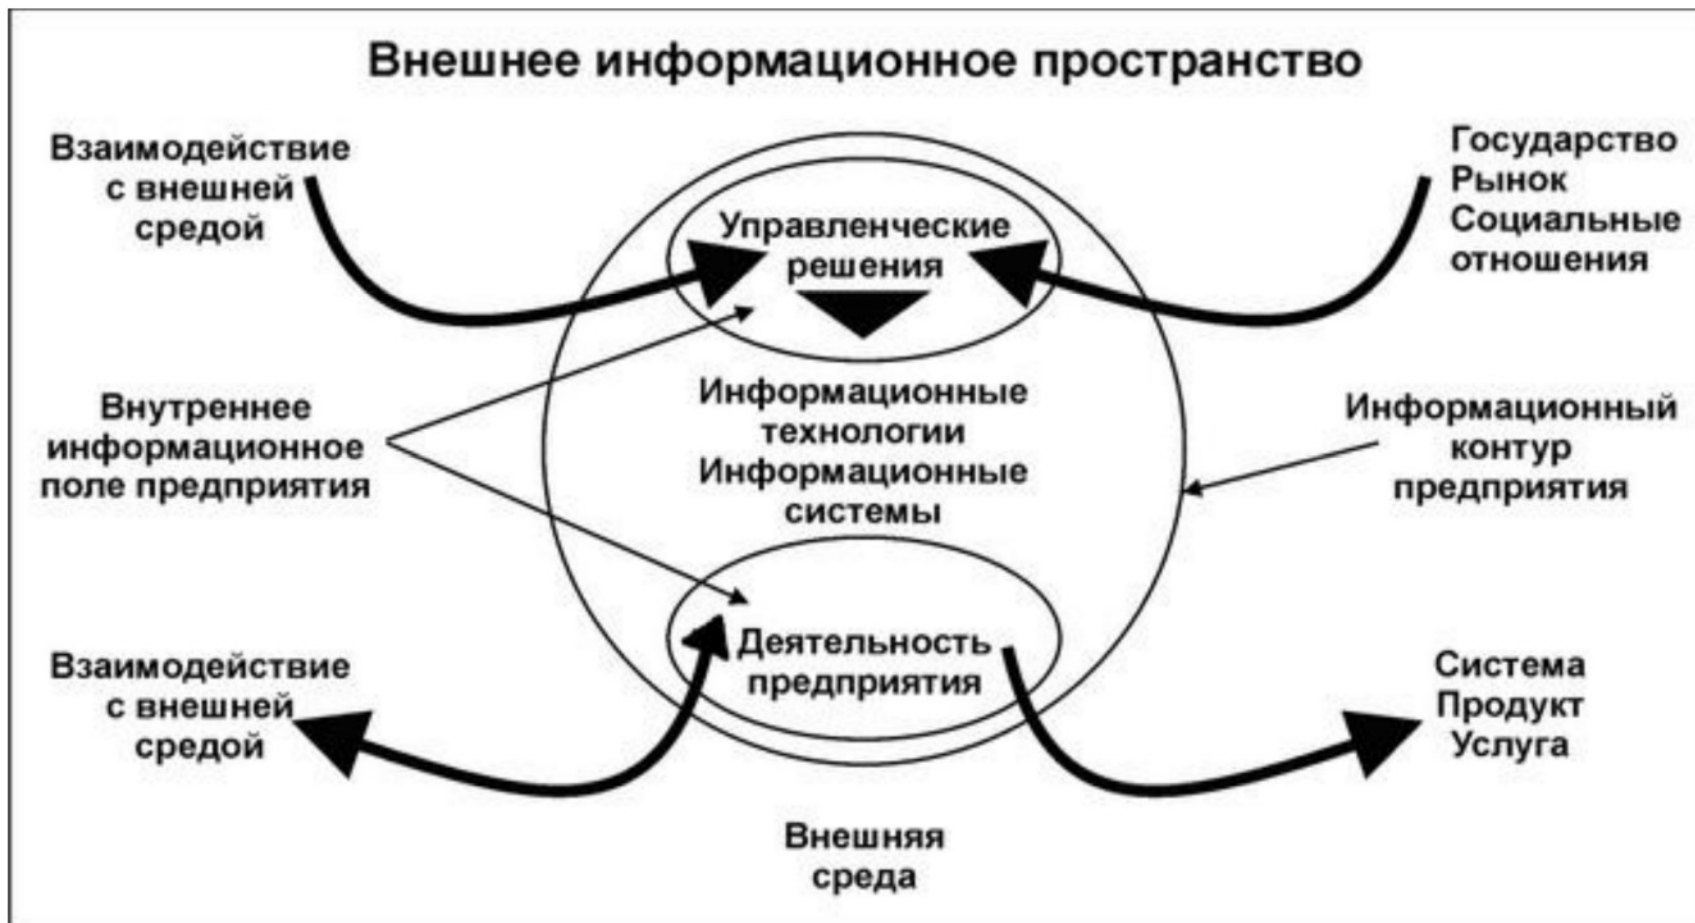 Внешнее информационное пространство
Взаимодействие
с внешней
средой
Государство
Рынок
Социальные
отношения
Управленческие
решения
Внутреннее
информационное
поле предприятия
Информационные
технологии
Информационные
системы
Информационный
контур
предприятия
Взаимодействие
с внешней
средой
Деятельность
предприятия
Система
Продукт
Услуга
Внешняя
среда